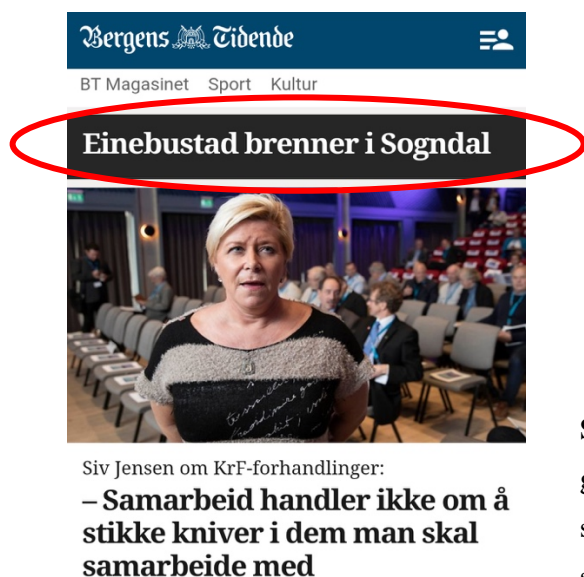 Bergens Tidende
BT Magasinet Sport Kultur
Einebustad brenner i Sogndal
Siv Jensen om KrF-forhandlinger:
– Samarbeid handler ikke om å
stikke kniver i dem man skal
samarbeide med